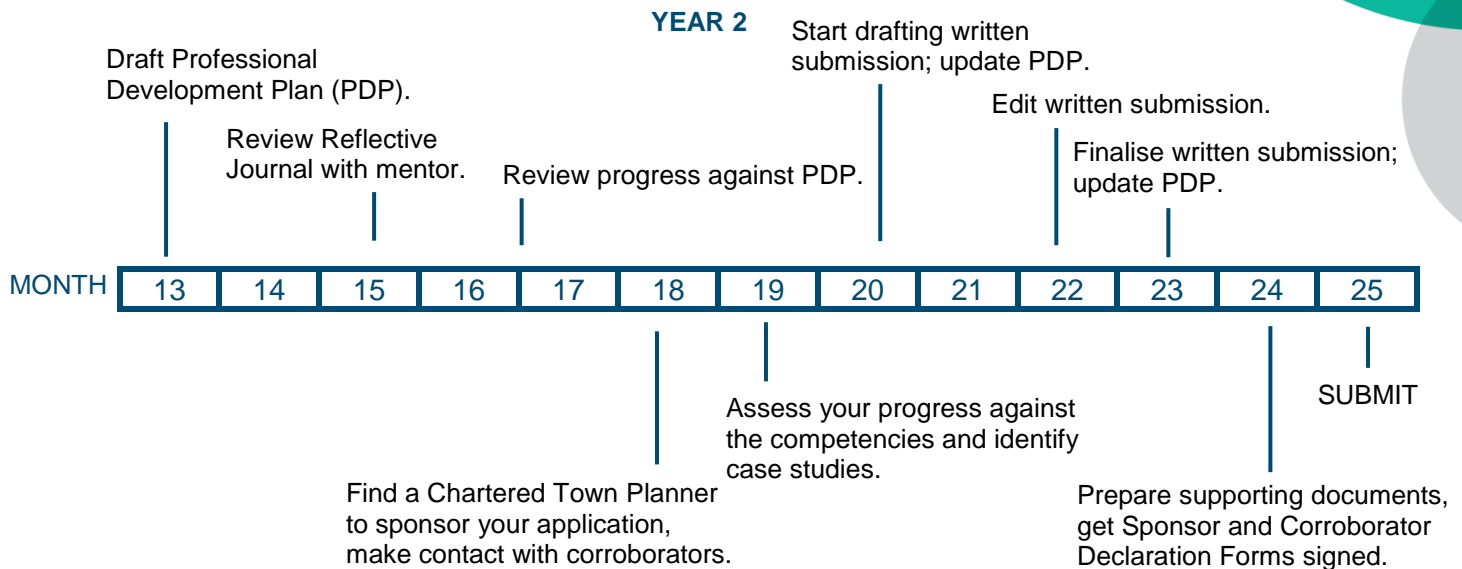 YEAR 2
Draft Professional
Development Plan (PDP).
Review Reflective
Journal with mentor.
Review progress against PDP.
Start drafting written
submission; update PDP.
Edit written submission.
Finalise written submission;
update PDP.
MONTH 13 14 15 16 17 18 19 20 21 22 23 24 25
Find a Chartered Town Planner
to sponsor your application,
make contact with corroborators.
Assess your progress against
the competencies and identify
case studies.
Prepare supporting documents,
get Sponsor and Corroborator
Declaration Forms signed.
SUBMIT